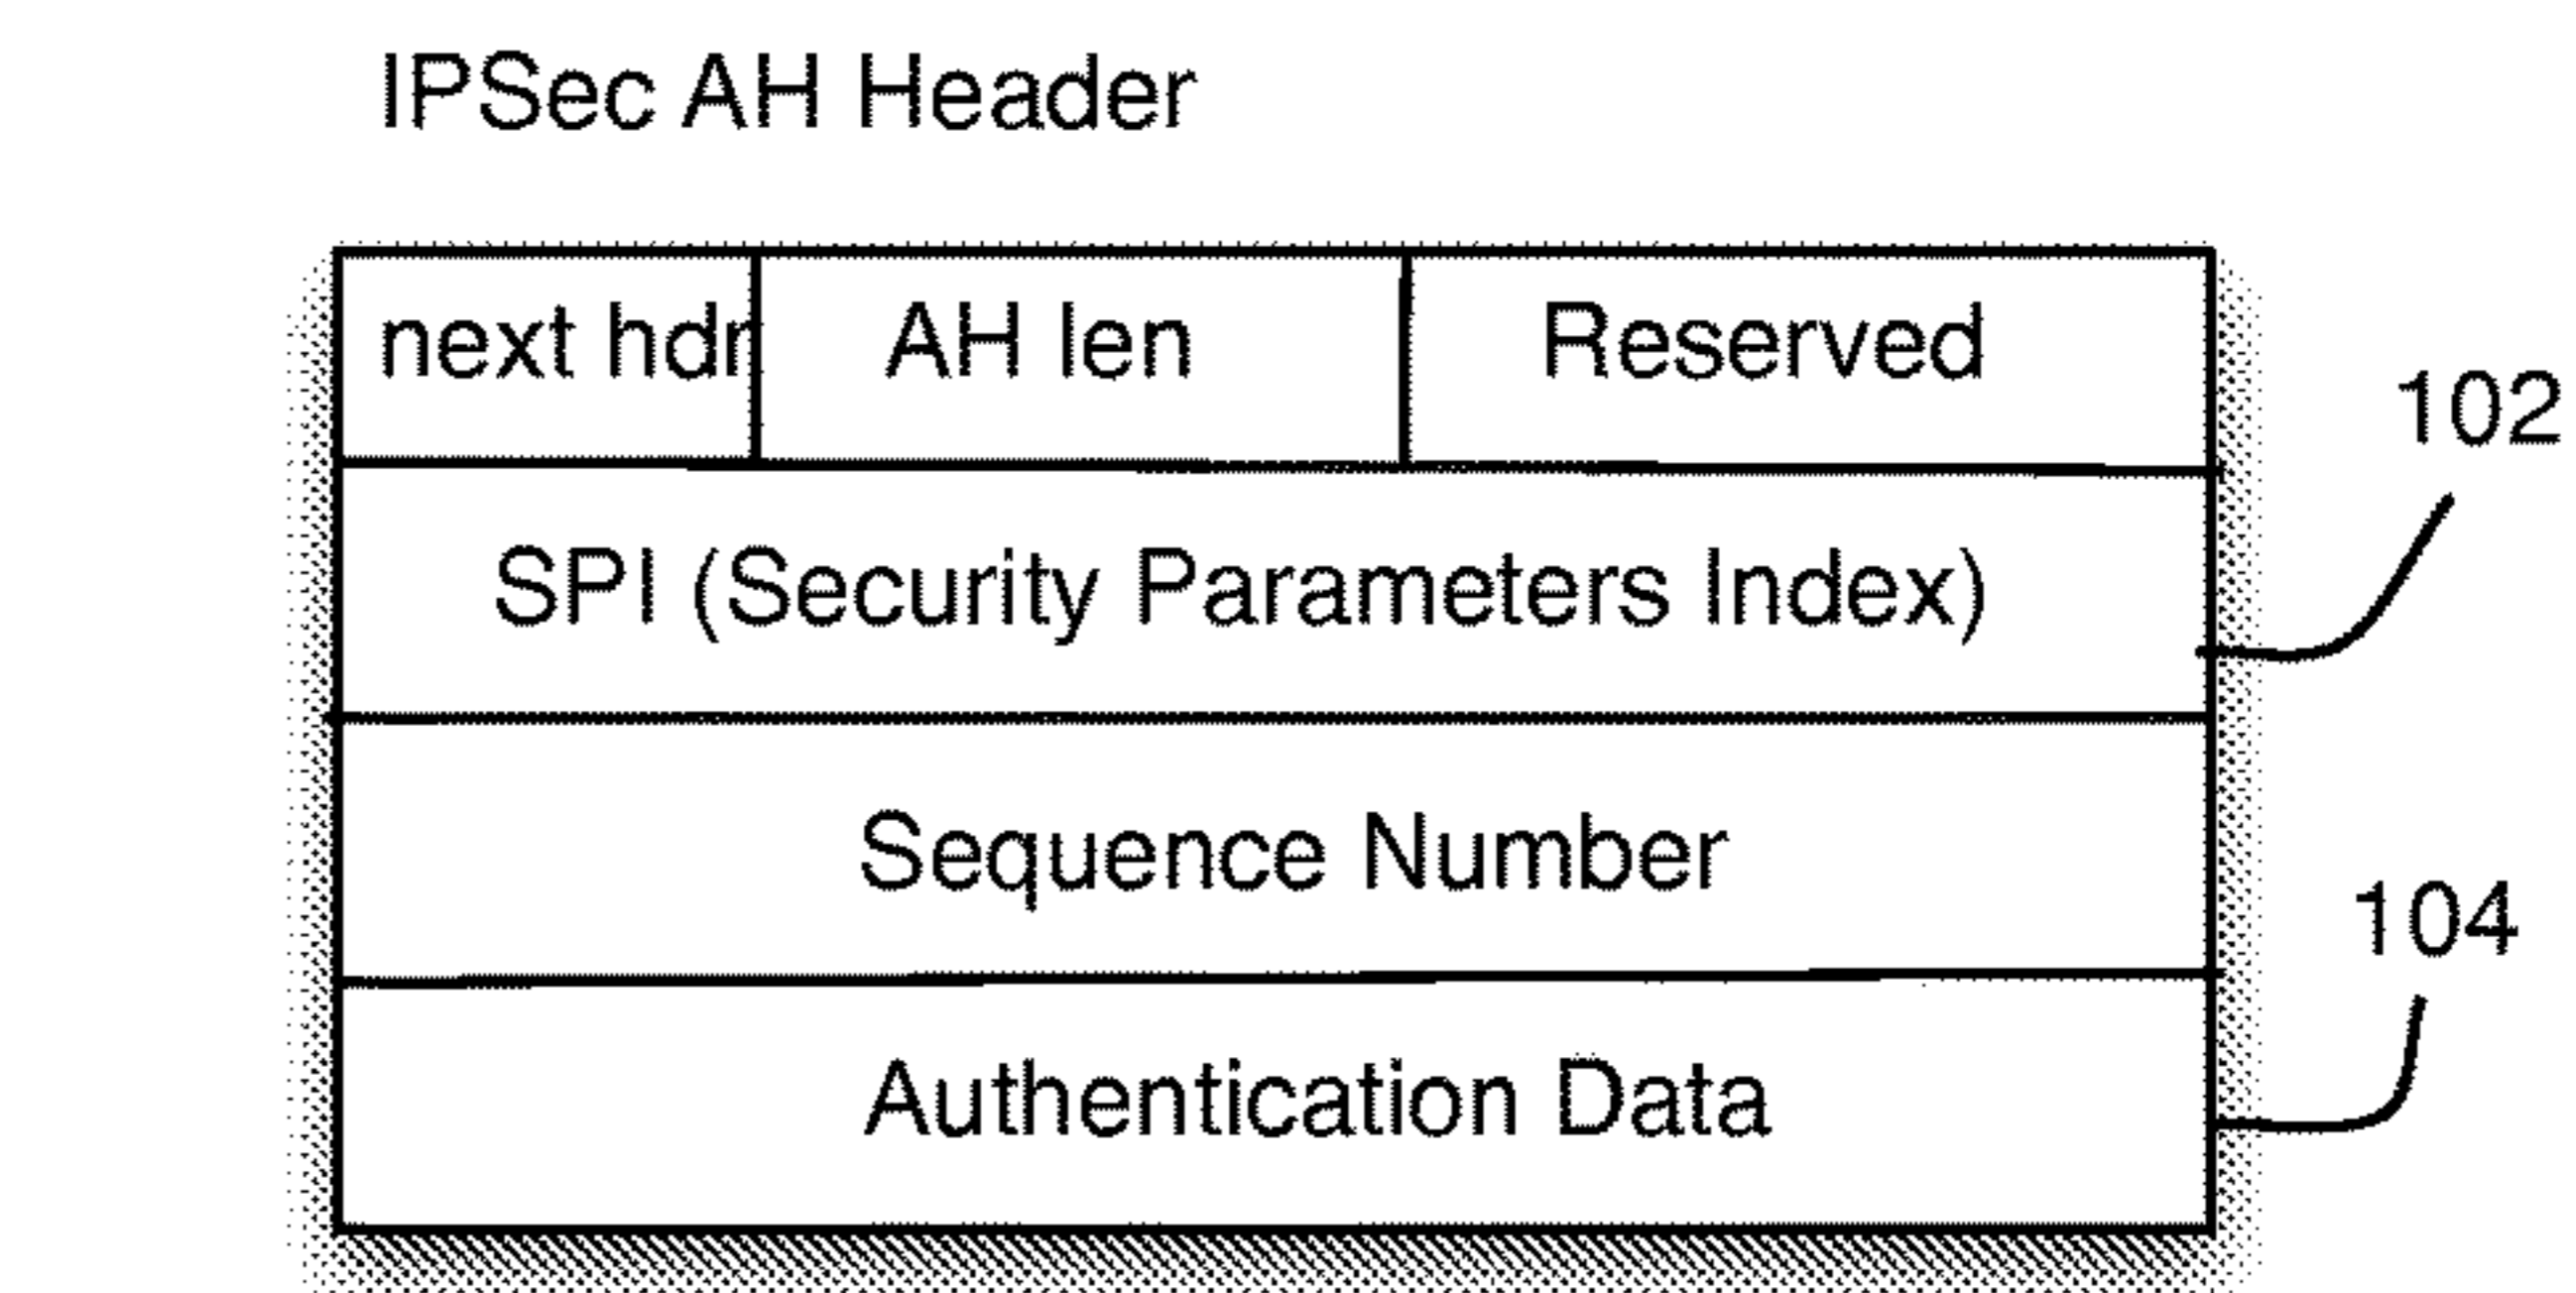 IPSec AH Header
next hdr AH len Reserved
102
SPI (Security Parameters Index)
Sequence Number
104
Authentication Data